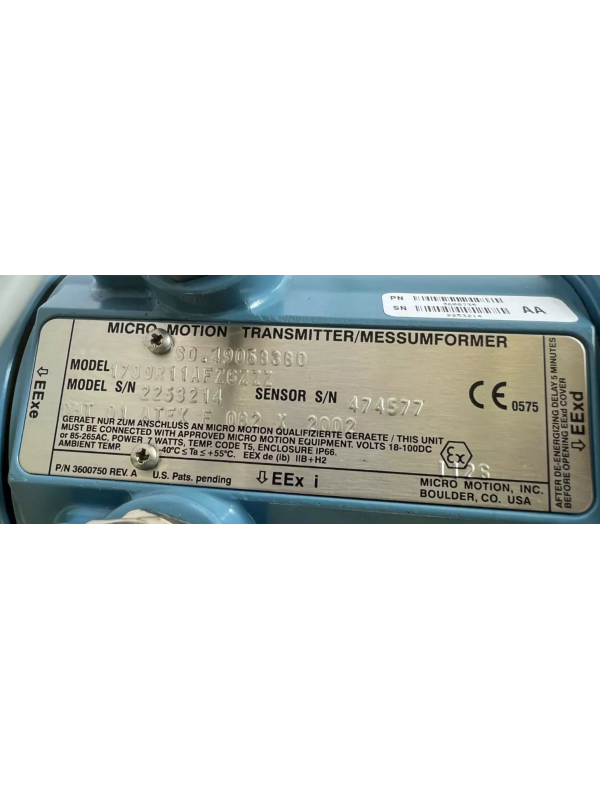 PN
3600734
SN
2253214
AA
MICRO MOTION TRANSMITTER/MESSUMFORMER
MODEL 1700R11AFZGZZZ
MODEL S/N 2253214 SENSOR S/N 474577
ATEX E 002 X 2002
GERAET NUR ZUM ANSCHLUSS AN MICRO MOTION QUALIFIZIERTE GERAETE / THIS UNIT
MUST BE CONNECTED WITH APPROVED MICRO MOTION EQUIPMENT. VOLTS 18-100DC
or 85-265AC, POWER 7 WATTS, TEMP. CODE T5, ENCLOSURE IP66.
AMBIENT TEMP. -40°C ≤ Ta ≤ +55°C. EEX de (ib) IIB+H2
P/N 3600750 REV. A U.S. Pats. pending
⇩ EEx i
MICRO MOTION, INC.
BOULDER, CO. USA
CE 0575
Ex
⇩ EExe
⇩ EExd
AFTER DE-ENERGIZING DELAY 5 MINUTES
BEFORE OPENING EExd COVER